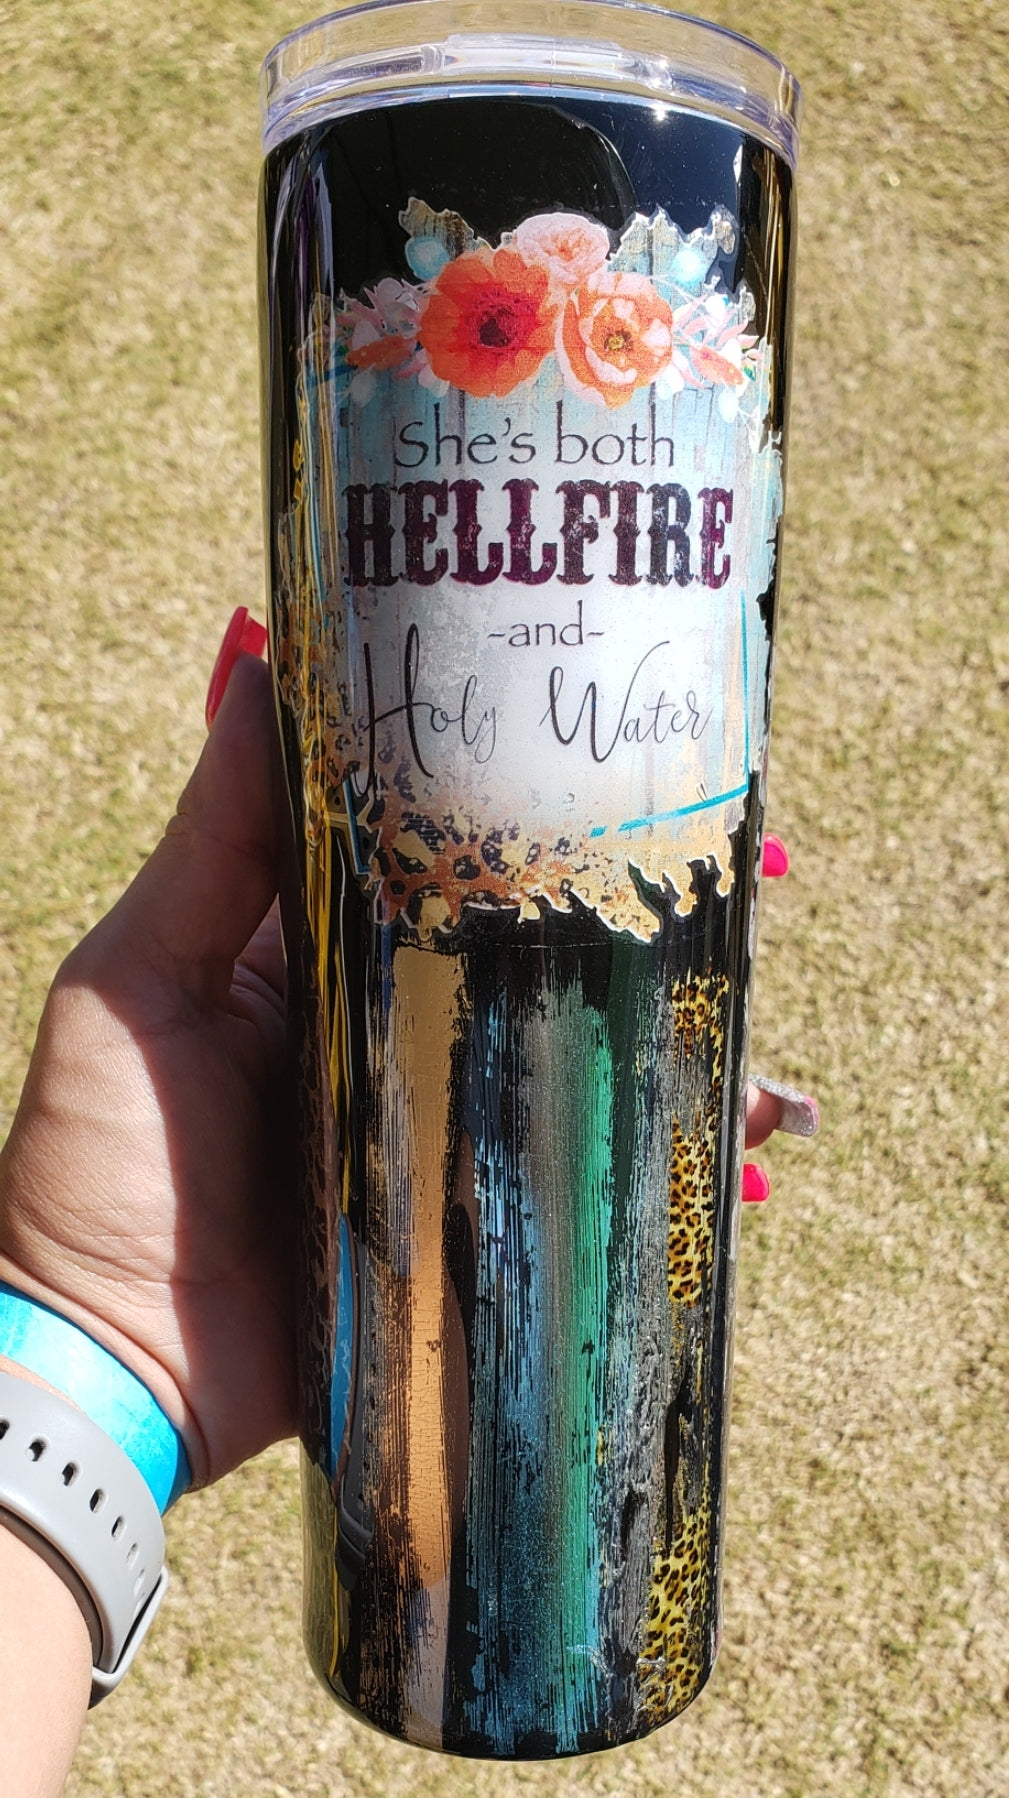 She's both
HELLFIRE
-and-
Holy Water